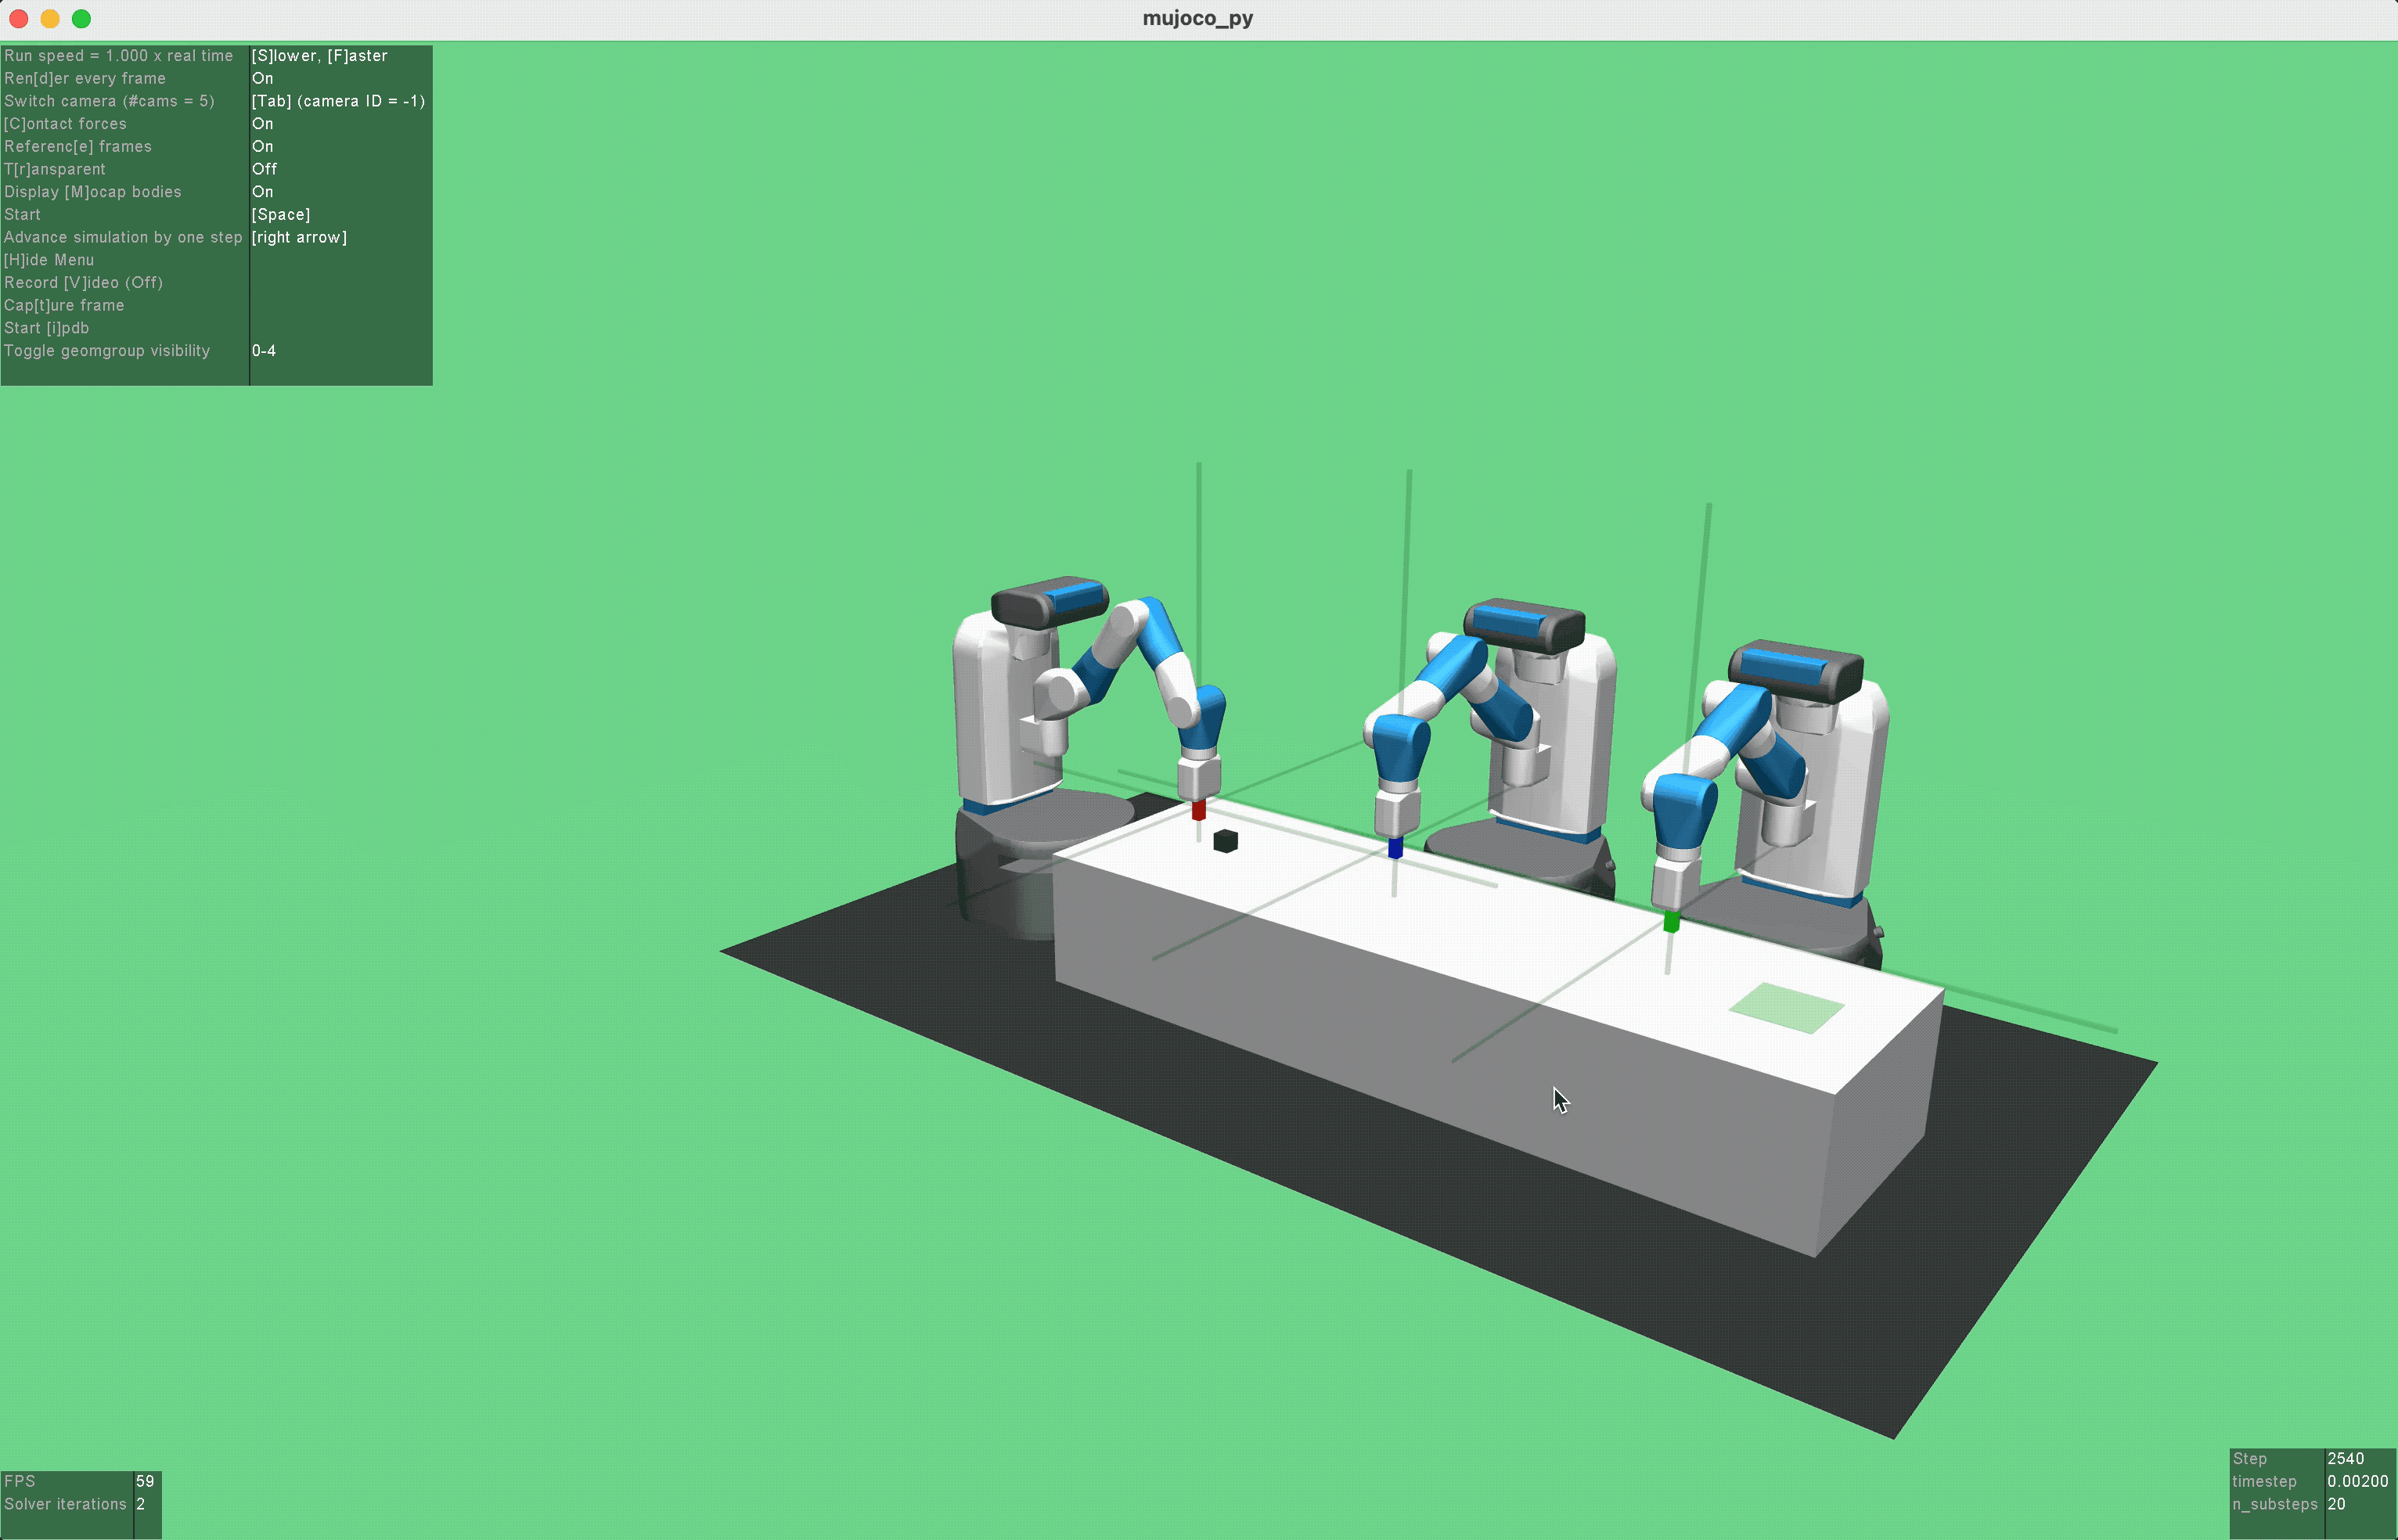 mujoco_py
Run speed = 1.000 x real time [S]lower, [F]aster
Ren[d]er every frame On
Switch camera (#cams = 5) [Tab] (camera ID = -1)
[C]ontact forces On
Referenc[e] frames On
T[r]ansparent Off
Display [M]ocap bodies On
Start [Space]
Advance simulation by one step [right arrow]
[H]ide Menu
Record [V]ideo (Off)
Cap[t]ure frame
Start [i]pdb
Toggle geomgroup visibility 0-4
FPS 59
Solver iterations 2
Step 2540
timestep 0.00200
n_substeps 20